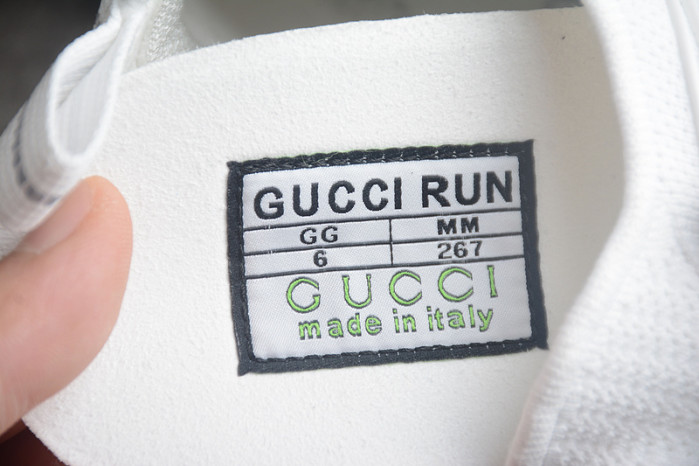 GUCCI RUN
GG MM
6 267
GUCCI
made in italy